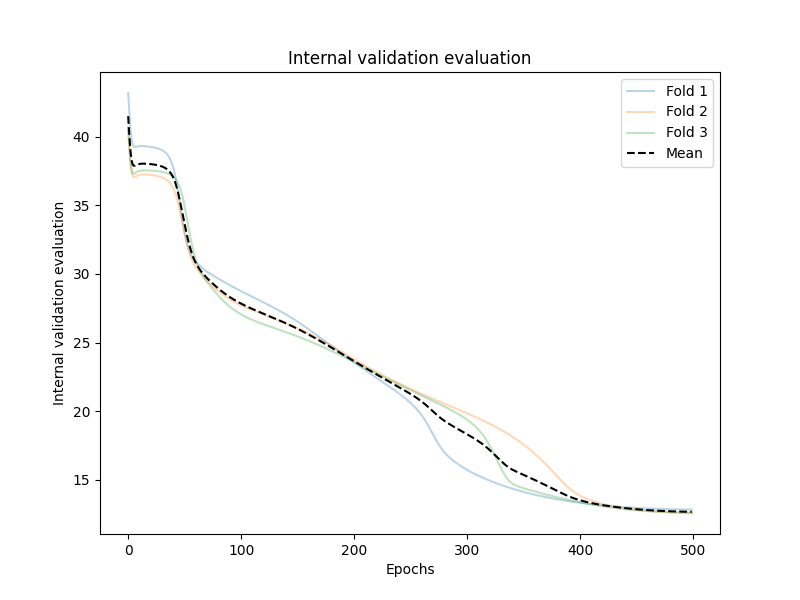 Internal validation evaluation
Fold 1
Fold 2
Fold 3
Mean
Internal validation evaluation
40
35
30
25
20
15
0 100 200 300 400 500
Epochs